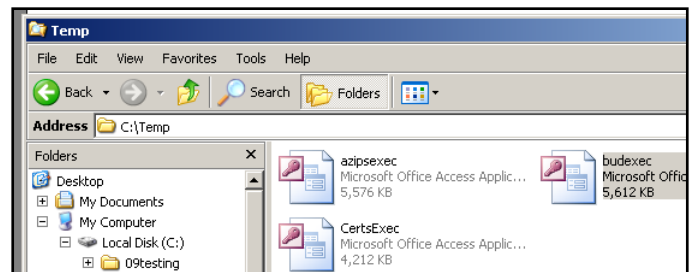 Temp
File Edit View Favorites Tools Help
Back Search Folders
Address C:\Temp
Folders
Desktop
My Documents
My Computer
Local Disk (C:)
09testing
azipsexec
Microsoft Office Access Applic...
5,576 KB
budexec
Microsoft Offic
5,612 KB
CertsExec
Microsoft Office Access Applic...
4,212 KB